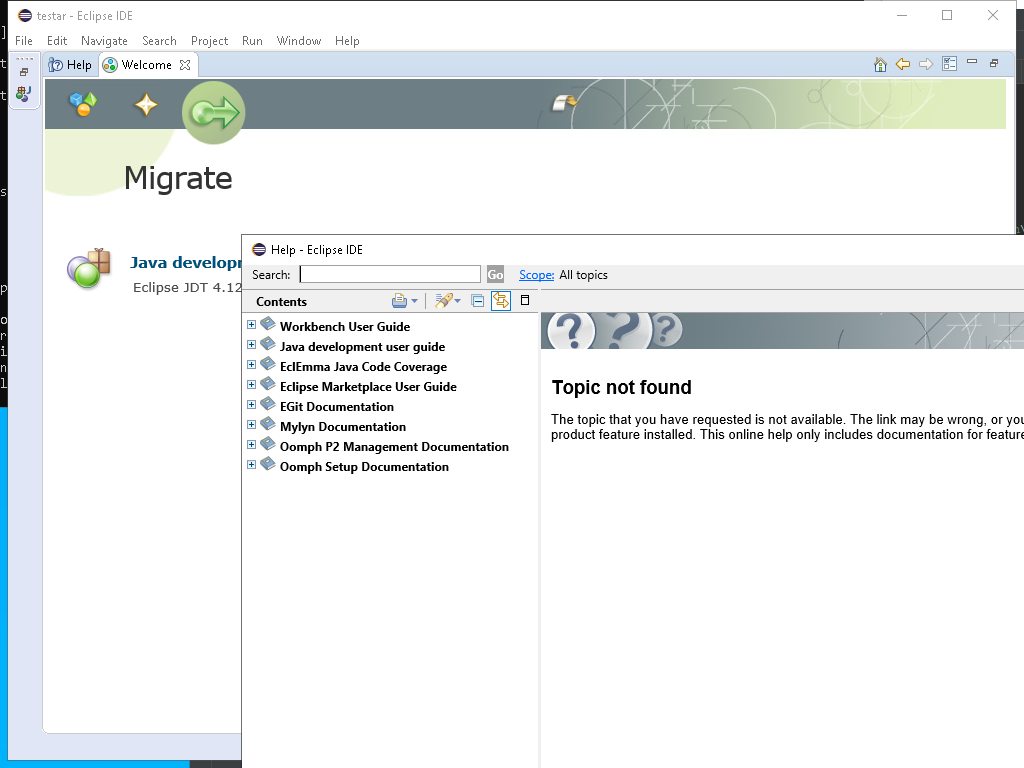 testar - Eclipse IDE
File Edit Navigate Search Project Run Window Help
Help Welcome
Migrate
Java develop
Eclipse JDT 4.12
Help - Eclipse IDE
Search: Go Scope: All topics
Contents
Workbench User Guide
Java development user guide
EclEmma Java Code Coverage
Eclipse Marketplace User Guide
EGit Documentation
Mylyn Documentation
Oomph P2 Management Documentation
Oomph Setup Documentation
Topic not found
The topic that you have requested is not available. The link may be wrong, or you
product feature installed. This online help only includes documentation for feature